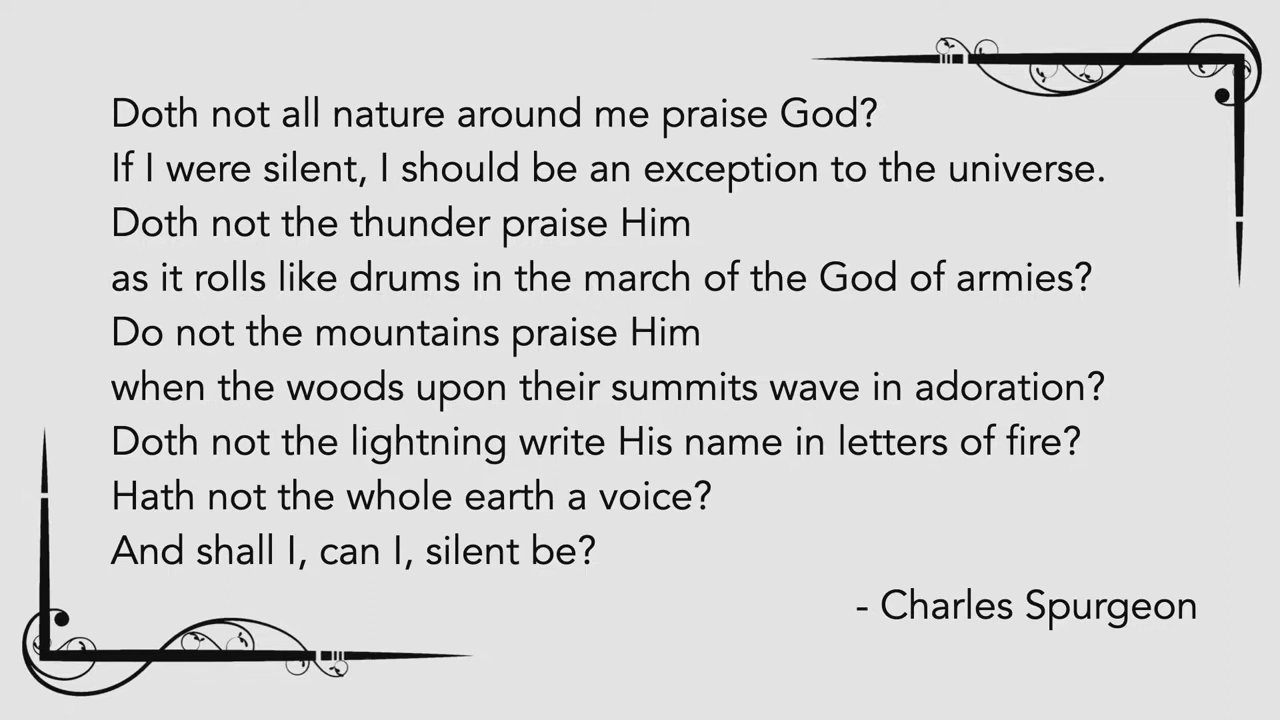 Doth not all nature around me praise God?
If I were silent, I should be an exception to the universe.
Doth not the thunder praise Him
as it rolls like drums in the march of the God of armies?
Do not the mountains praise Him
when the woods upon their summits wave in adoration?
Doth not the lightning write His name in letters of fire?
Hath not the whole earth a voice?
And shall I, can I, silent be?
- Charles Spurgeon